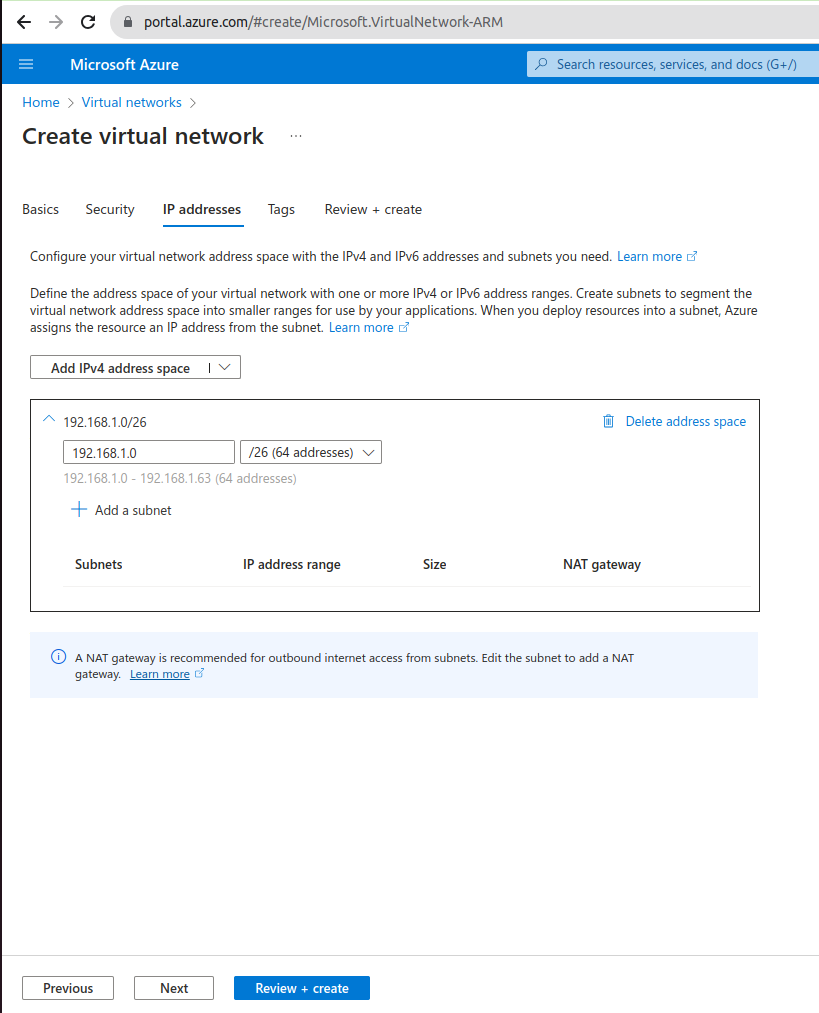 portal.azure.com/#create/Microsoft.VirtualNetwork-ARM
Microsoft Azure
Search resources, services, and docs (G+/)
Home > Virtual networks >
Create virtual network ...
Basics Security IP addresses Tags Review + create
Configure your virtual network address space with the IPv4 and IPv6 addresses and subnets you need. Learn more
Define the address space of your virtual network with one or more IPv4 or IPv6 address ranges. Create subnets to segment the
virtual network address space into smaller ranges for use by your applications. When you deploy resources into a subnet, Azure
assigns the resource an IP address from the subnet. Learn more
Add IPv4 address space |
192.168.1.0/26 Delete address space
192.168.1.0 /26 (64 addresses)
192.168.1.0 - 192.168.1.63 (64 addresses)
+ Add a subnet
Subnets IP address range Size NAT gateway
A NAT gateway is recommended for outbound internet access from subnets. Edit the subnet to add a NAT
gateway. Learn more
Previous Next Review + create